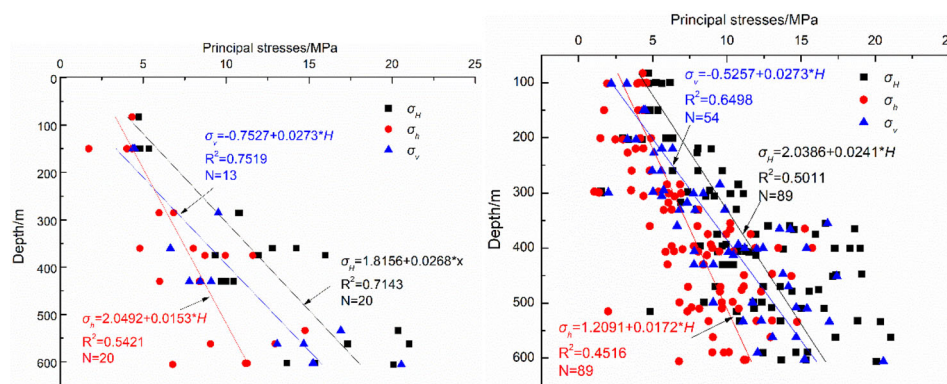 Principal stresses/MPa
0 5 10 15 20 25
0
100
200
300
400
500
600
Depth/m
σH
σh
σv
σv=-0.7527+0.0273*H
R²=0.7519
N=13
σH=1.8156+0.0268*x
R²=0.7143
N=20
σh=2.0492+0.0153*H
R²=0.5421
N=20
Principal stresses/MPa
0 5 10 15 20 25
100
200
300
400
500
600
Depth/m
σH
σh
σv
σv=-0.5257+0.0273*H
R²=0.6498
N=54
σH=2.0386+0.0241*H
R²=0.5011
N=89
σh=1.2091+0.0172*H
R²=0.4516
N=89